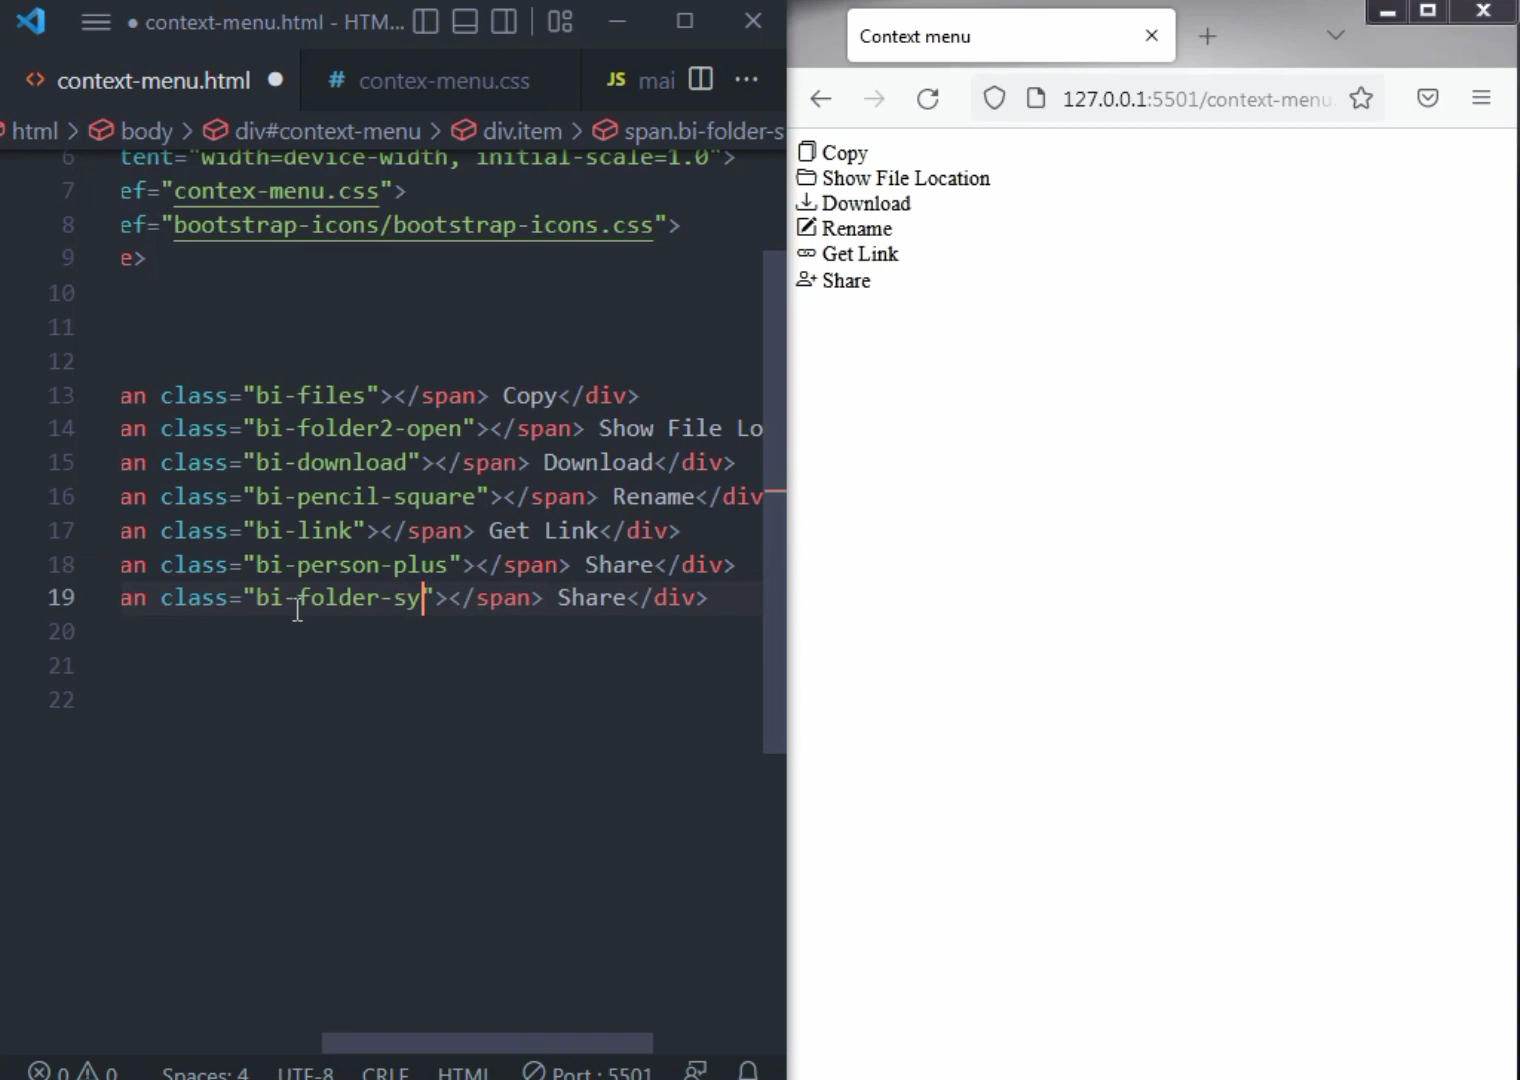 context-menu.html - HTM...
context-menu.html
# contex-menu.css
JS mai
html > body > div#context-menu > div.item > span.bi-folder-s
6 tent="width=device-width, initial-scale=1.0">
7 ef="contex-menu.css">
8 ef="bootstrap-icons/bootstrap-icons.css">
9 e>
10
11
12
13 an class="bi-files"></span> Copy</div>
14 an class="bi-folder2-open"></span> Show File Lo
15 an class="bi-download"></span> Download</div>
16 an class="bi-pencil-square"></span> Rename</div
17 an class="bi-link"></span> Get Link</div>
18 an class="bi-person-plus"></span> Share</div>
19 an class="bi-folder-sy"></span> Share</div>
20
21
22
0 0 Spaces: 4 UTF-8 CRLF HTML Port : 5501
Context menu
127.0.0.1:5501/context-menu.
Copy
Show File Location
Download
Rename
Get Link
Share